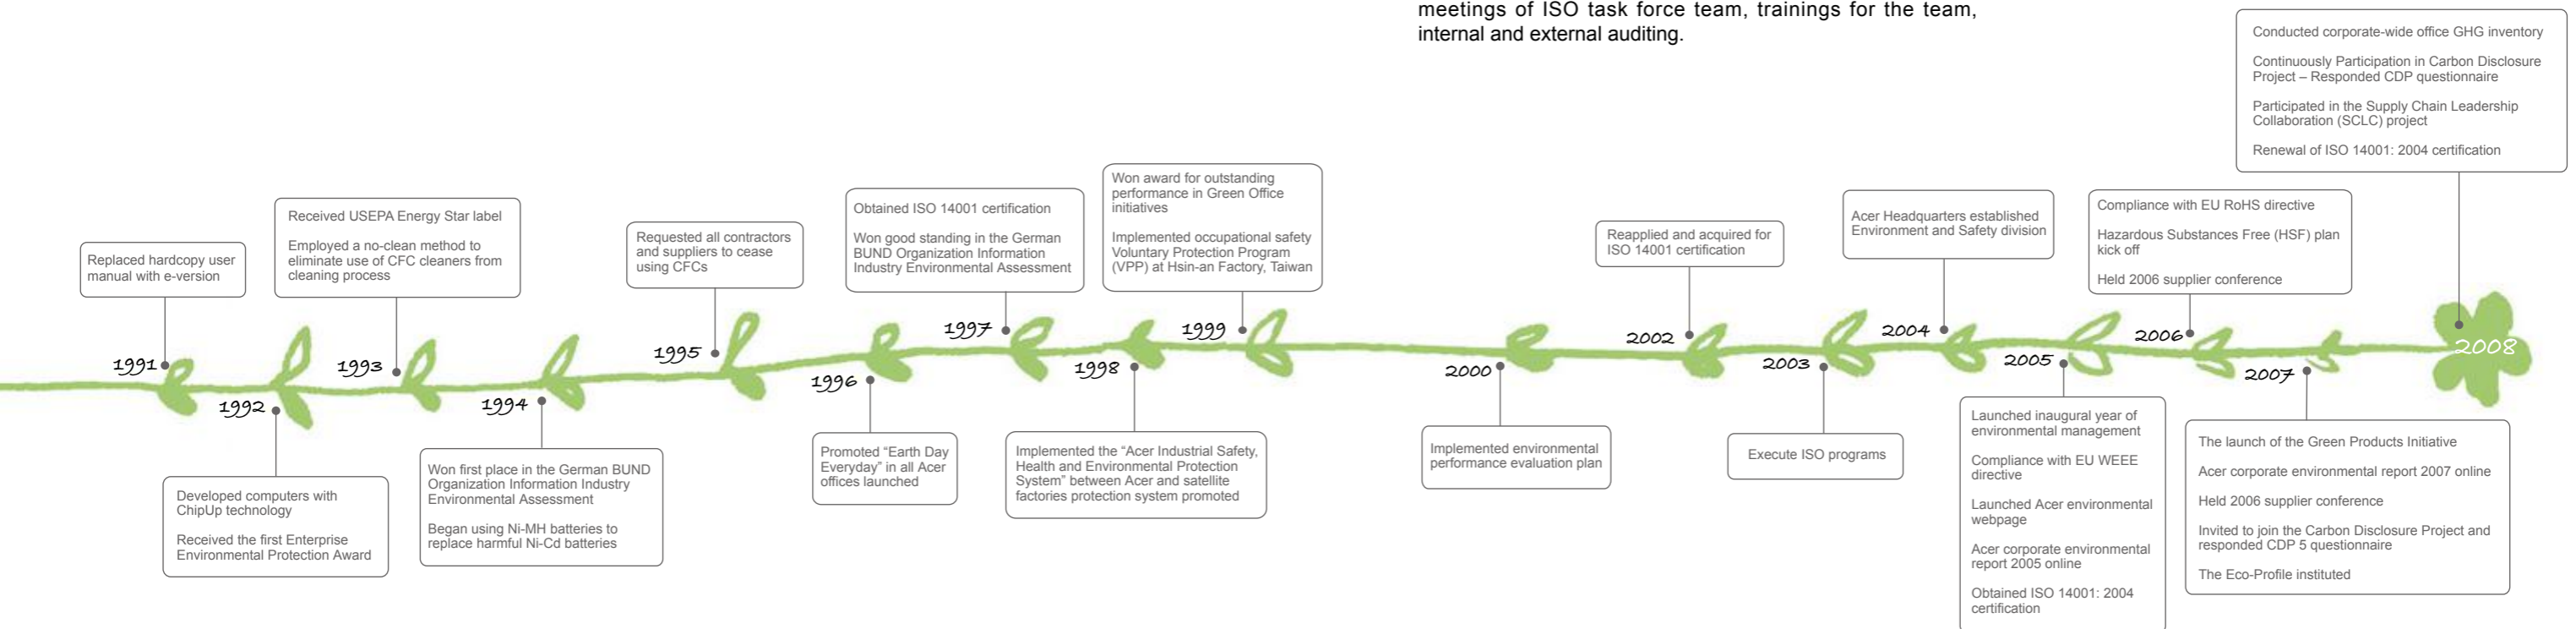 meetings of ISO task force team, trainings for the team,
internal and external auditing.
1991
Replaced hardcopy user
manual with e-version
1992
Developed computers with
ChipUp technology
Received the first Enterprise
Environmental Protection Award
1993
Received USEPA Energy Star label
Employed a no-clean method to
eliminate use of CFC cleaners from
cleaning process
1994
Won first place in the German BUND
Organization Information Industry
Environmental Assessment
Began using Ni-MH batteries to
replace harmful Ni-Cd batteries
1995
Requested all contractors
and suppliers to cease
using CFCs
1996
Promoted “Earth Day
Everyday” in all Acer
offices launched
1997
Obtained ISO 14001 certification
Won good standing in the German
BUND Organization Information
Industry Environmental Assessment
1998
Implemented the “Acer Industrial Safety,
Health and Environmental Protection
System” between Acer and satellite
factories protection system promoted
1999
Won award for outstanding
performance in Green Office
initiatives
Implemented occupational safety
Voluntary Protection Program
(VPP) at Hsin-an Factory, Taiwan
2000
Implemented environmental
performance evaluation plan
2002
Reapplied and acquired for
ISO 14001 certification
2003
Execute ISO programs
2004
Acer Headquarters established
Environment and Safety division
2005
Launched inaugural year of
environmental management
Compliance with EU WEEE
directive
Launched Acer environmental
webpage
Acer corporate environmental
report 2005 online
Obtained ISO 14001: 2004
certification
2006
Compliance with EU RoHS directive
Hazardous Substances Free (HSF) plan
kick off
Held 2006 supplier conference
2007
The launch of the Green Products Initiative
Acer corporate environmental report 2007 online
Held 2006 supplier conference
Invited to join the Carbon Disclosure Project and
responded CDP 5 questionnaire
The Eco-Profile instituted
2008
Conducted corporate-wide office GHG inventory
Continuously Participation in Carbon Disclosure
Project – Responded CDP questionnaire
Participated in the Supply Chain Leadership
Collaboration (SCLC) project
Renewal of ISO 14001: 2004 certification